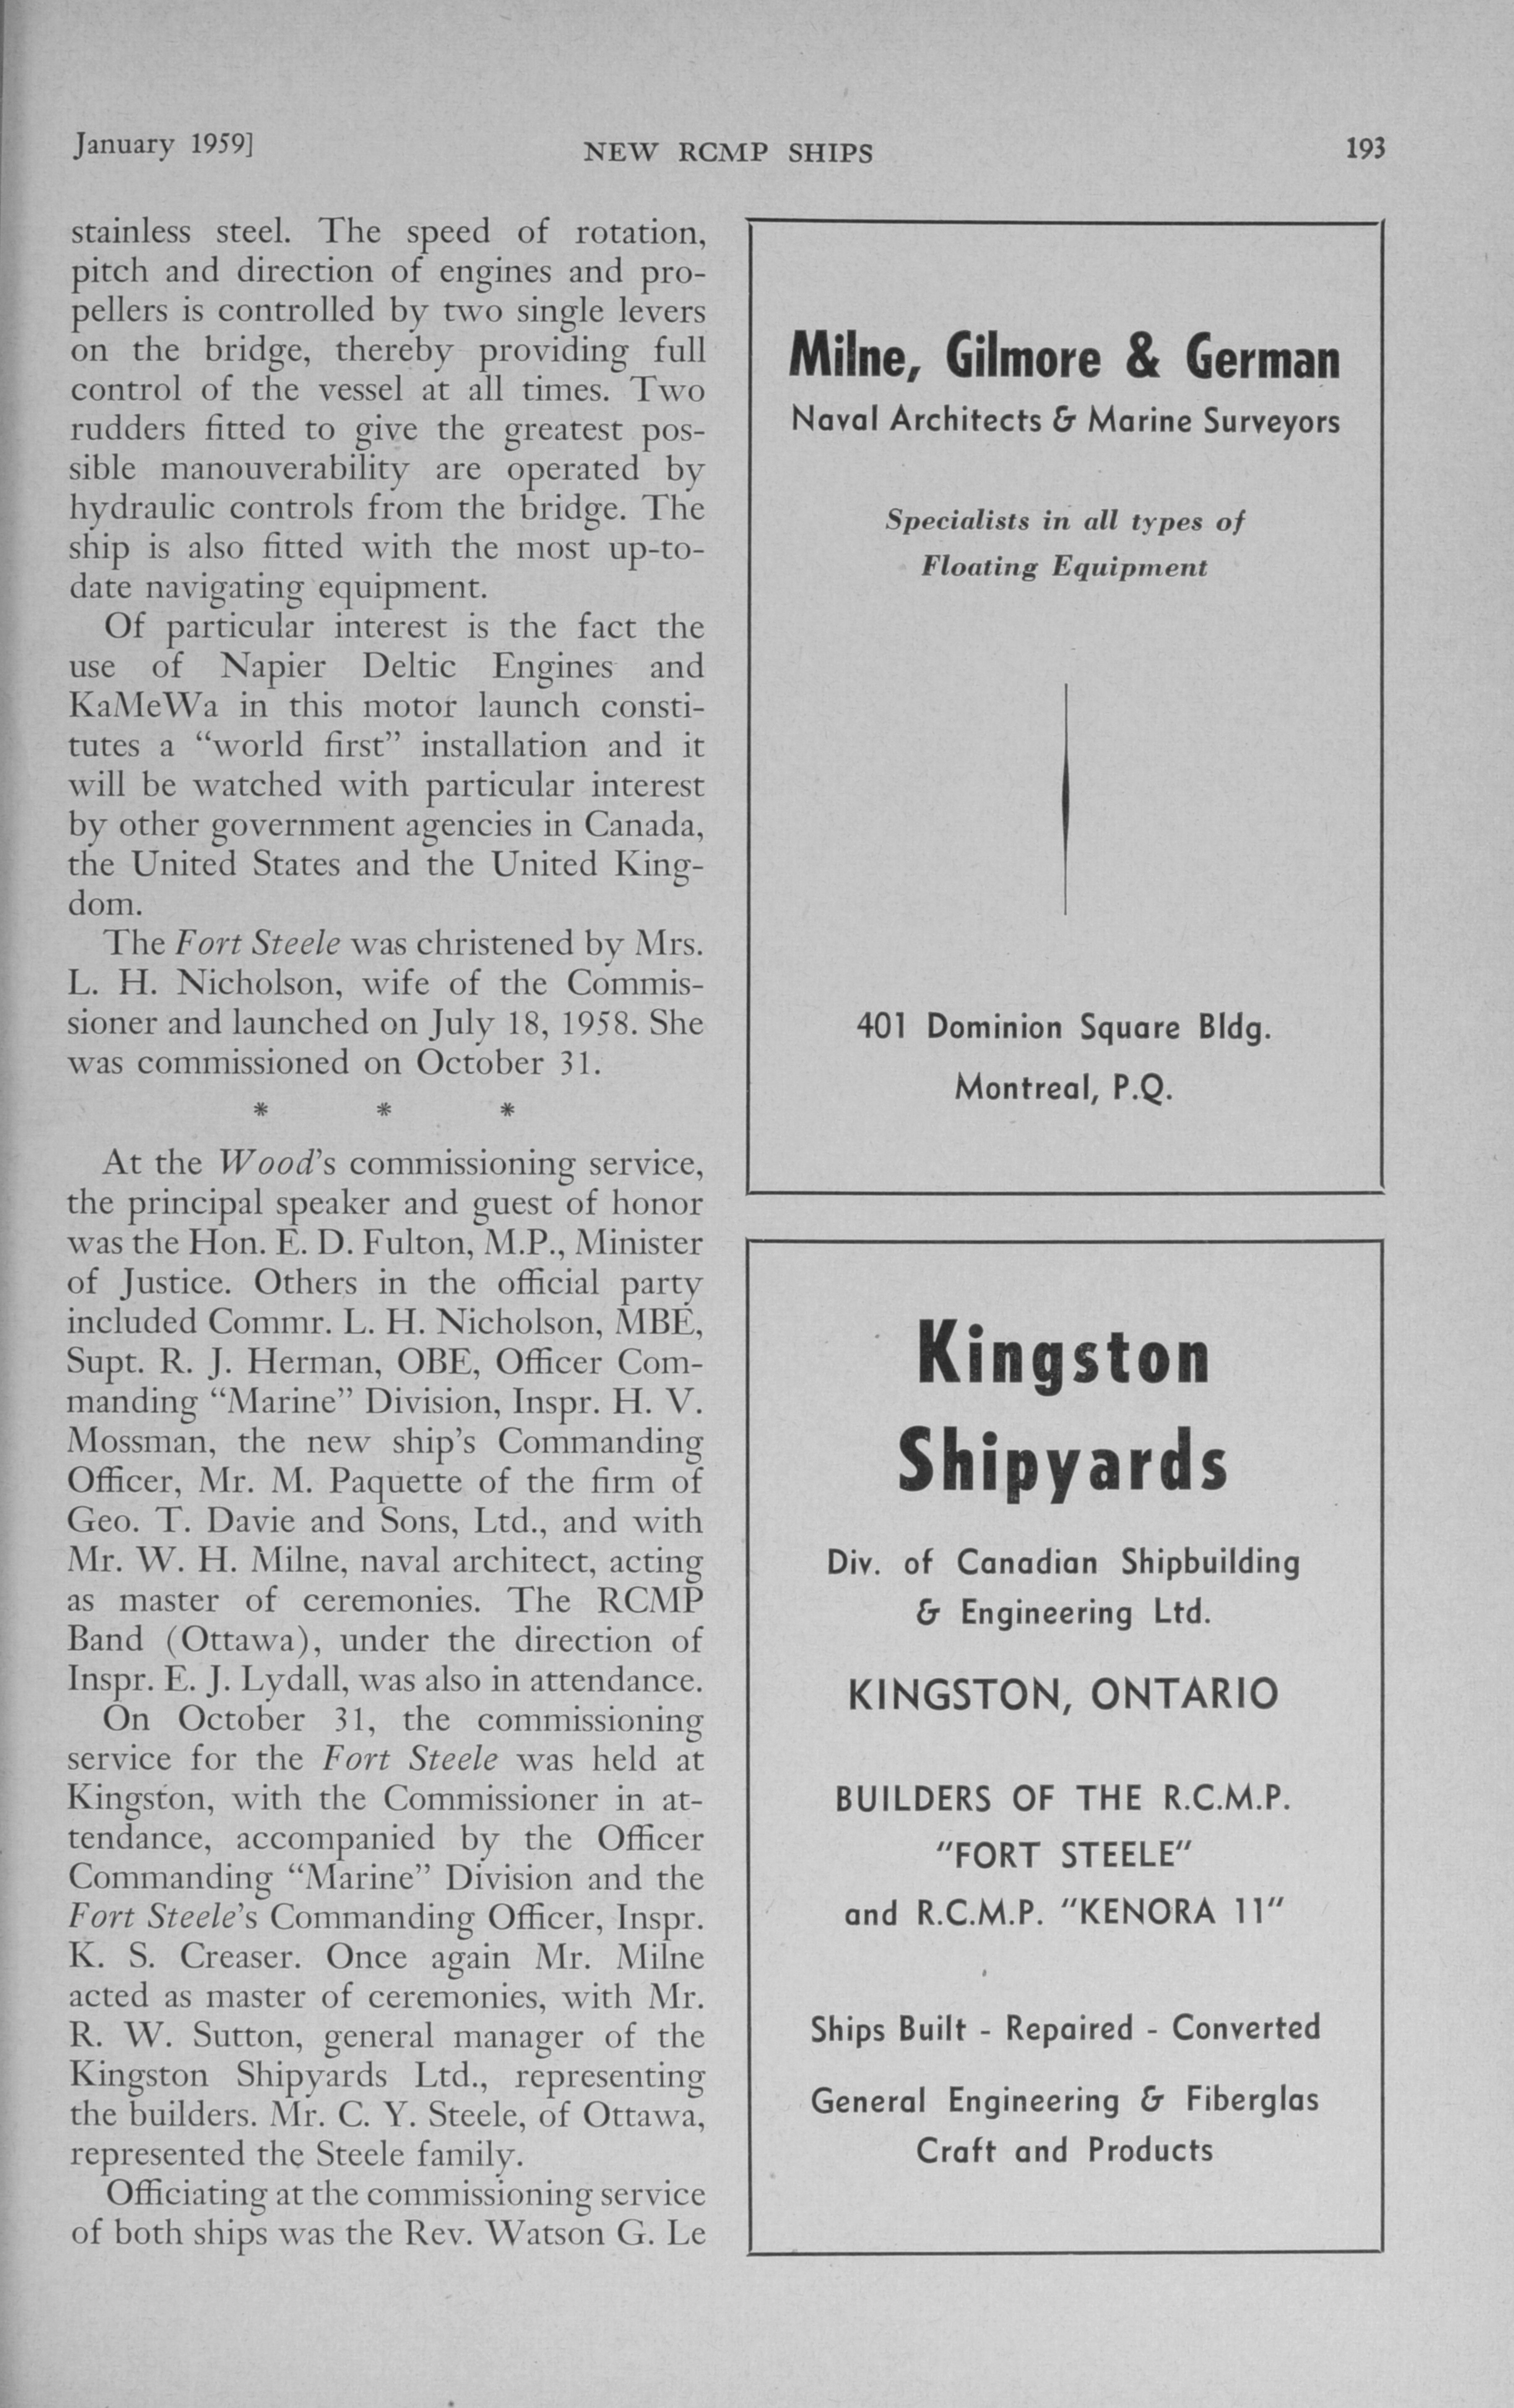 January 1959]
NEW RCMP SHIPS
193
stainless steel. The speed of rotation,
pitch and direction of engines and pro-
pellers is controlled by two single levers
on the bridge, thereby providing full
control of the vessel at all times. Two
rudders fitted to give the greatest pos-
sible manouverability are operated by
hydraulic controls from the bridge. The
ship is also fitted with the most up-to-
date navigating equipment.
Of particular interest is the fact the
use of Napier Deltic Engines and
KaMeWa in this motor launch consti-
tutes a "world first" installation and it
will be watched with particular interest
by other government agencies in Canada,
the United States and the United King-
dom.
The Fort Steele was christened by Mrs.
L. H. Nicholson, wife of the Commis-
sioner and launched on July 18, 1958. She
was commissioned on October 31.
* * *
At the Wood's commissioning service,
the principal speaker and guest of honor
was the Hon. E. D. Fulton, M.P., Minister
of Justice. Others in the official party
included Commr. L. H. Nicholson, MBE,
Supt. R. J. Herman, OBE, Officer Com-
manding "Marine" Division, Inspr. H. V.
Mossman, the new ship's Commanding
Officer, Mr. M. Paquette of the firm of
Geo. T. Davie and Sons, Ltd., and with
Mr. W. H. Milne, naval architect, acting
as master of ceremonies. The RCMP
Band (Ottawa), under the direction of
Inspr. E. J. Lydall, was also in attendance.
On October 31, the commissioning
service for the Fort Steele was held at
Kingston, with the Commissioner in at-
tendance, accompanied by the Officer
Commanding "Marine" Division and the
Fort Steele's Commanding Officer, Inspr.
K. S. Creaser. Once again Mr. Milne
acted as master of ceremonies, with Mr.
R. W. Sutton, general manager of the
Kingston Shipyards Ltd., representing
the builders. Mr. C. Y. Steele, of Ottawa,
represented the Steele family.
Officiating at the commissioning service
of both ships was the Rev. Watson G. Le
Milne, Gilmore & German
Naval Architects & Marine Surveyors
Specialists in all types of
Floating Equipment
401 Dominion Square Bldg.
Montreal, P.Q.
Kingston
Shipyards
Div. of Canadian Shipbuilding
& Engineering Ltd.
KINGSTON, ONTARIO
BUILDERS OF THE R.C.M.P.
"FORT STEELE"
and R.C.M.P. "KENORA 11"
Ships Built - Repaired - Converted
General Engineering & Fiberglas
Craft and Products